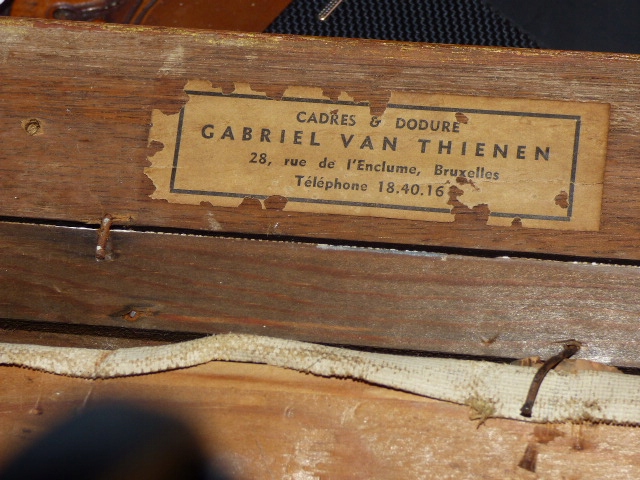 CADRES & DODURE
GABRIEL VAN THIENEN
28, rue de l'Enclume, Bruxelles
Téléphone 18.40.16